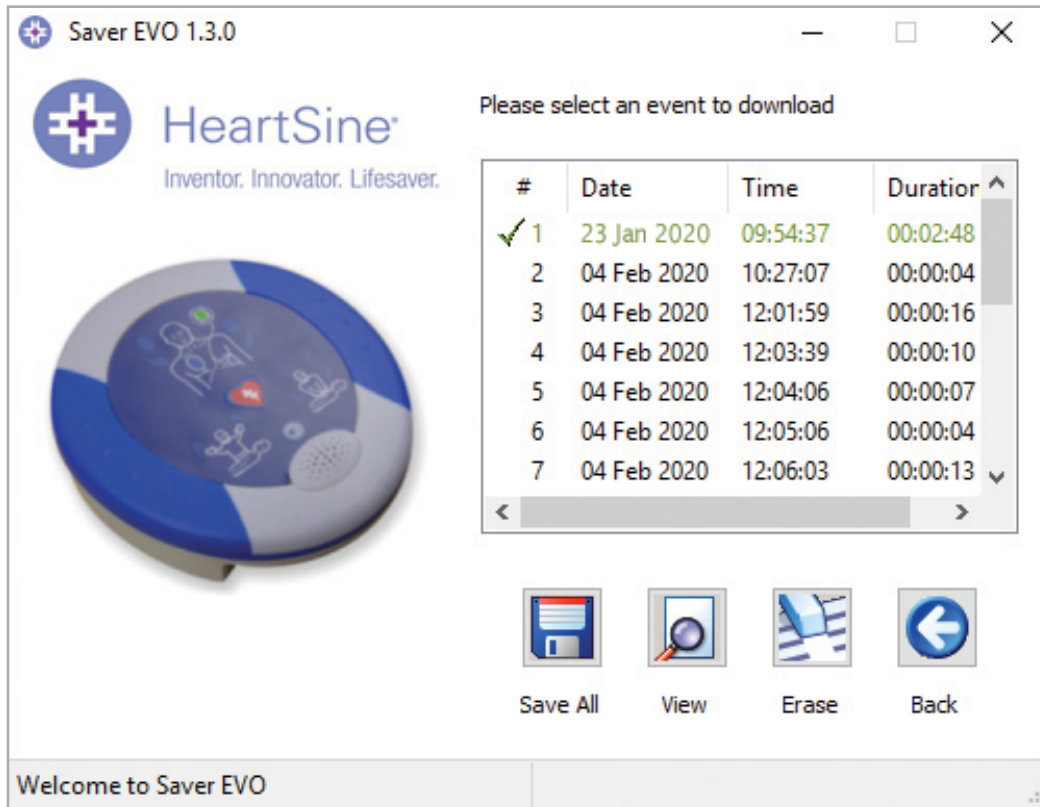 Saver EVO 1.3.0
HeartSine®
Inventor. Innovator. Lifesaver.
Please select an event to download
# Date Time Duration
1 23 Jan 2020 09:54:37 00:02:48
2 04 Feb 2020 10:27:07 00:00:04
3 04 Feb 2020 12:01:59 00:00:16
4 04 Feb 2020 12:03:39 00:00:10
5 04 Feb 2020 12:04:06 00:00:07
6 04 Feb 2020 12:05:06 00:00:04
7 04 Feb 2020 12:06:03 00:00:13
Save All View Erase Back
Welcome to Saver EVO